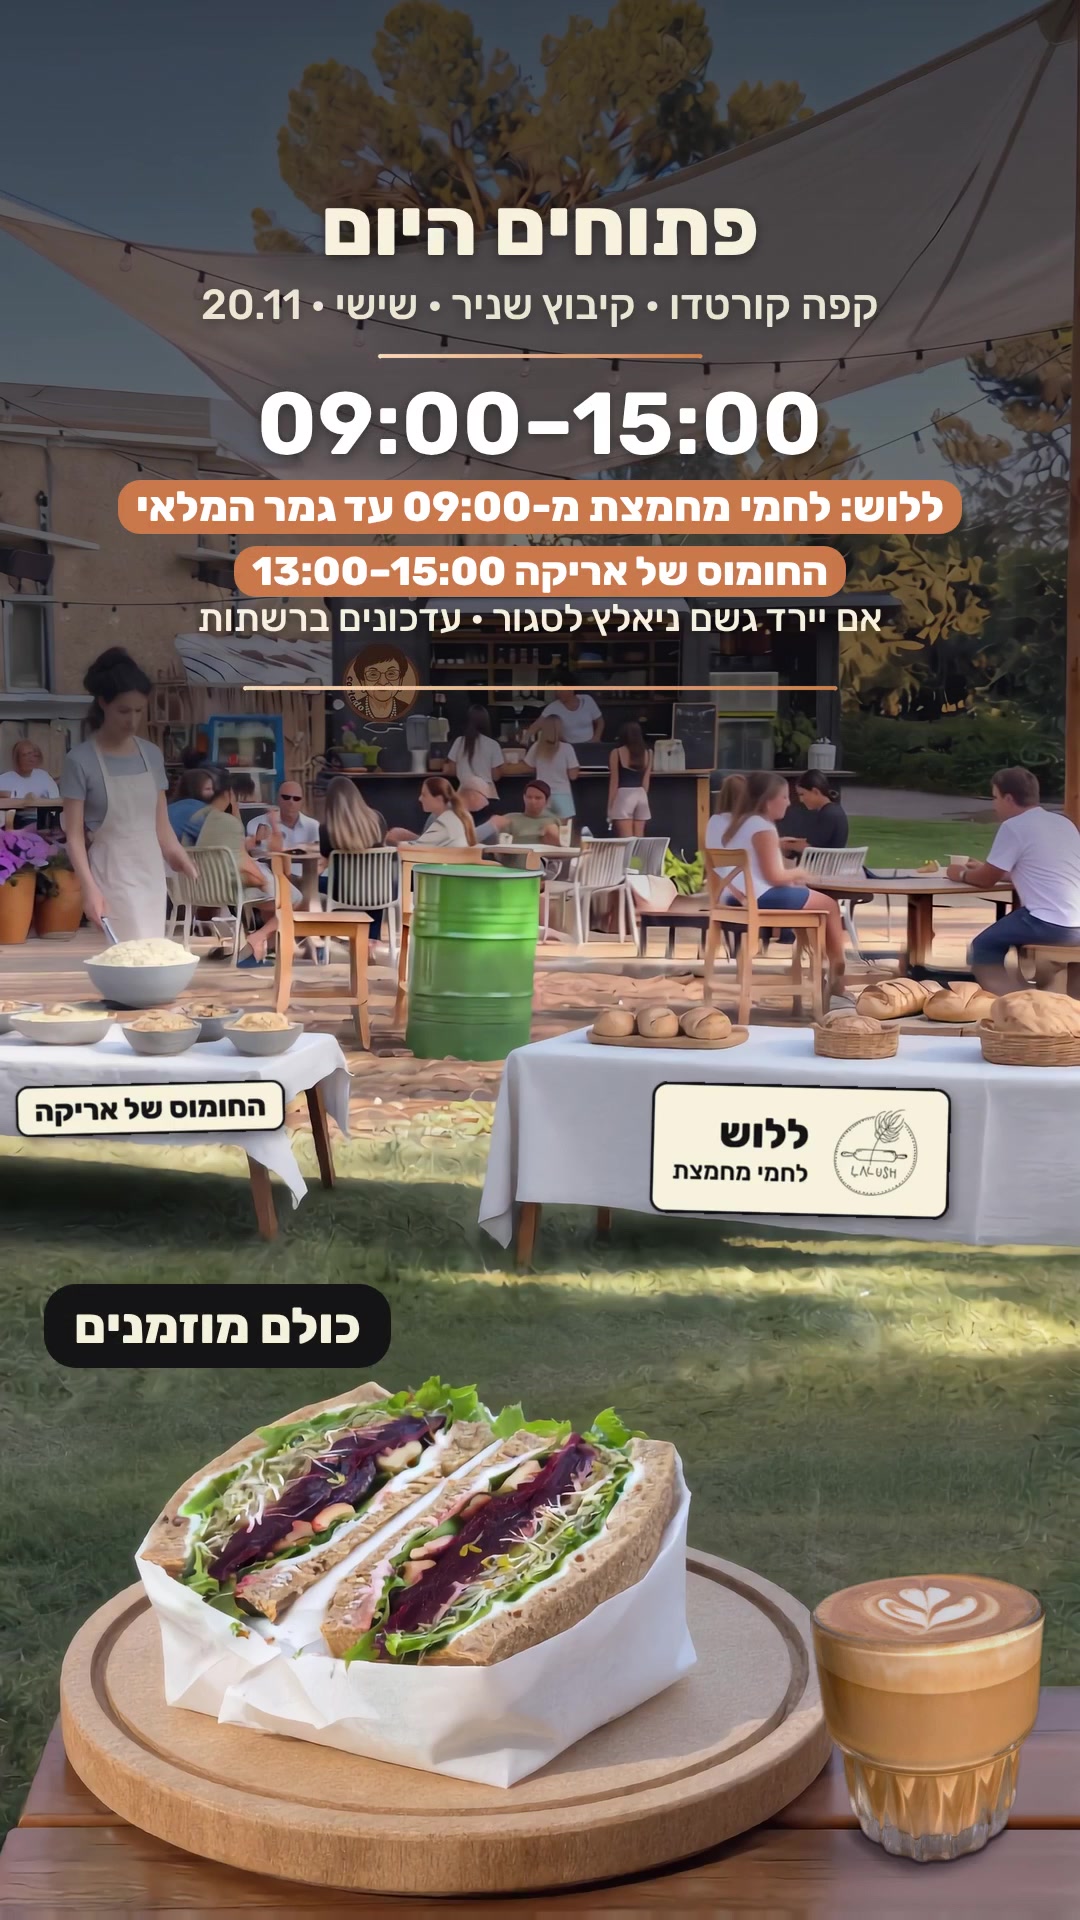 פתוחים היום
קפה קורטדו • קיבוץ שניר • שישי • 20.11
09:00–15:00
ללוש: לחמי מחמצת מ-09:00 עד גמר המלאי
החומוס של אריקה 13:00–15:00
אם יירד גשם ניאלץ לסגור • עדכונים ברשתות
החומוס של אריקה
ללוש
לחמי מחמצת
LALUSH
כולם מוזמנים